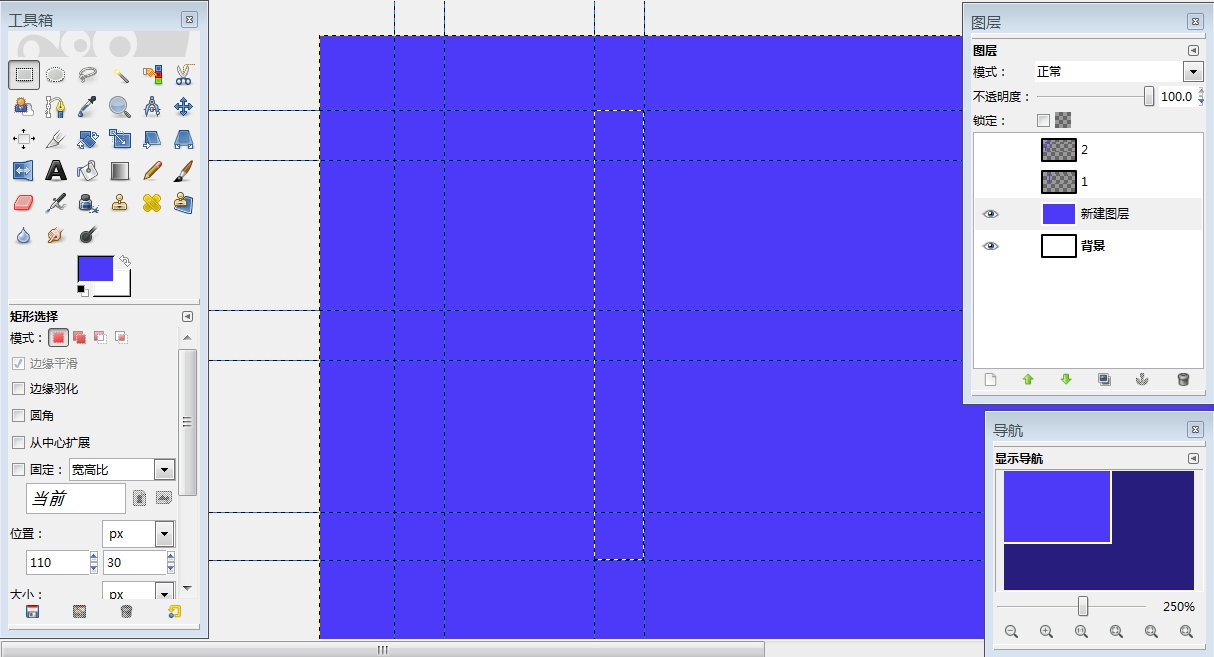 工具箱
矩形选择
模式：
边缘平滑
边缘羽化
圆角
从中心扩展
固定： 宽高比
当前
位置： px
110 30
大小： px
图层
图层
模式： 正常
不透明度： 100.0
锁定：
2
1
新建图层
背景
导航
显示导航
250%